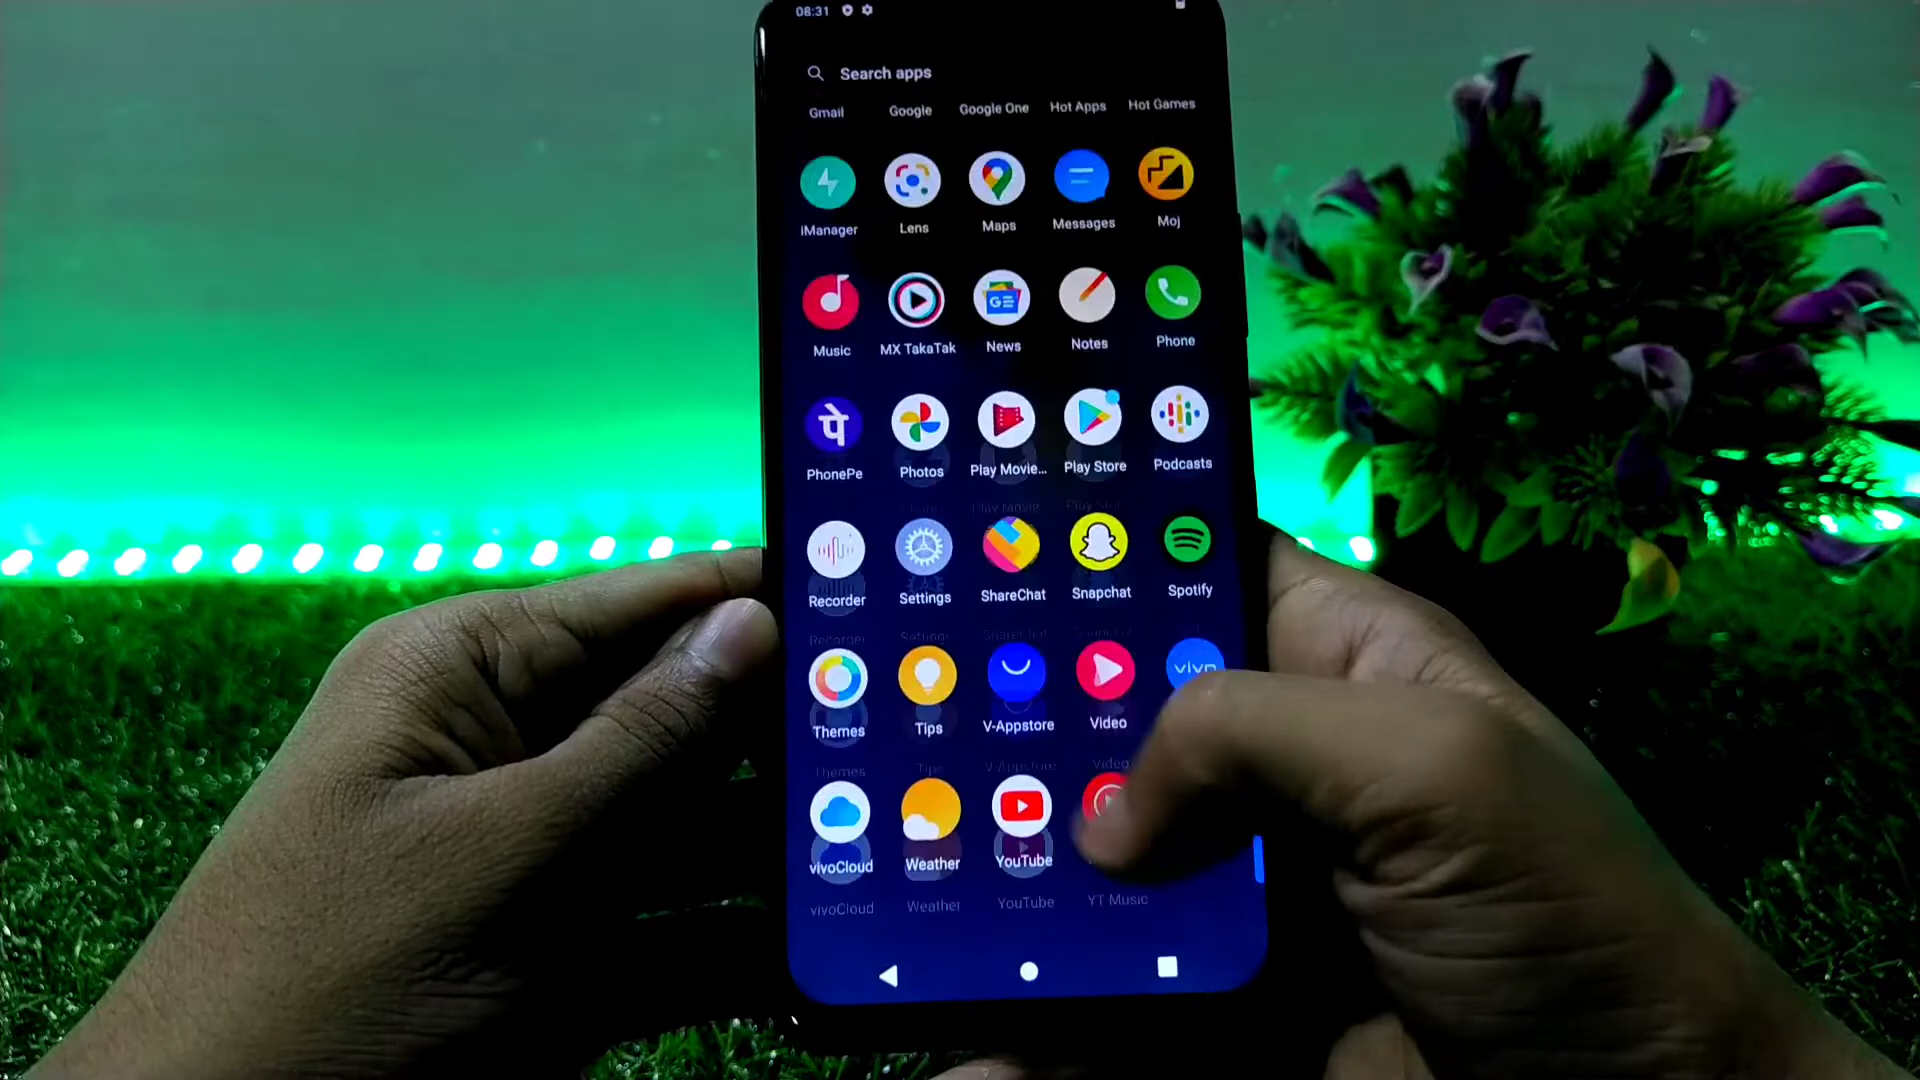 08:31
Search apps
Gmail Google Google One Hot Apps Hot Games
iManager Lens Maps Messages Moj
Music MX TakaTak News Notes Phone
GE
पे
PhonePe Photos Play Movie... Play Store Podcasts
Recorder Settings ShareChat Snapchat Spotify
vivo
Themes Tips V-Appstore Video
vivoCloud Weather YouTube
vivoCloud Weather YouTube YT Music